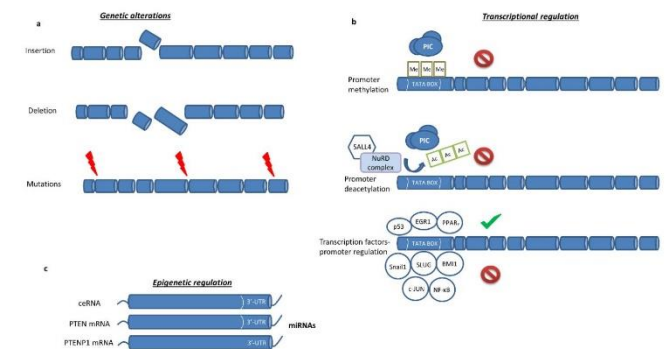 Genetic alterations
a
Insertion
Deletion
Mutations
Transcriptional regulation
b
PIC
Me Me Me
Promoter
methylation
TATA BOX
SALL4
NuRD
complex
PIC
Ac Ac Ac
Promoter
deacetylation
TATA BOX
p53 EGR1 PPARγ
Transcription factors-
promoter regulation
TATA BOX
Snail1 SLUG BMI1
c-JUN NF-κB
c
Epigenetic regulation
ceRNA 3'-UTR
PTEN mRNA 3'-UTR miRNAs
PTENP1 mRNA 3'-UTR